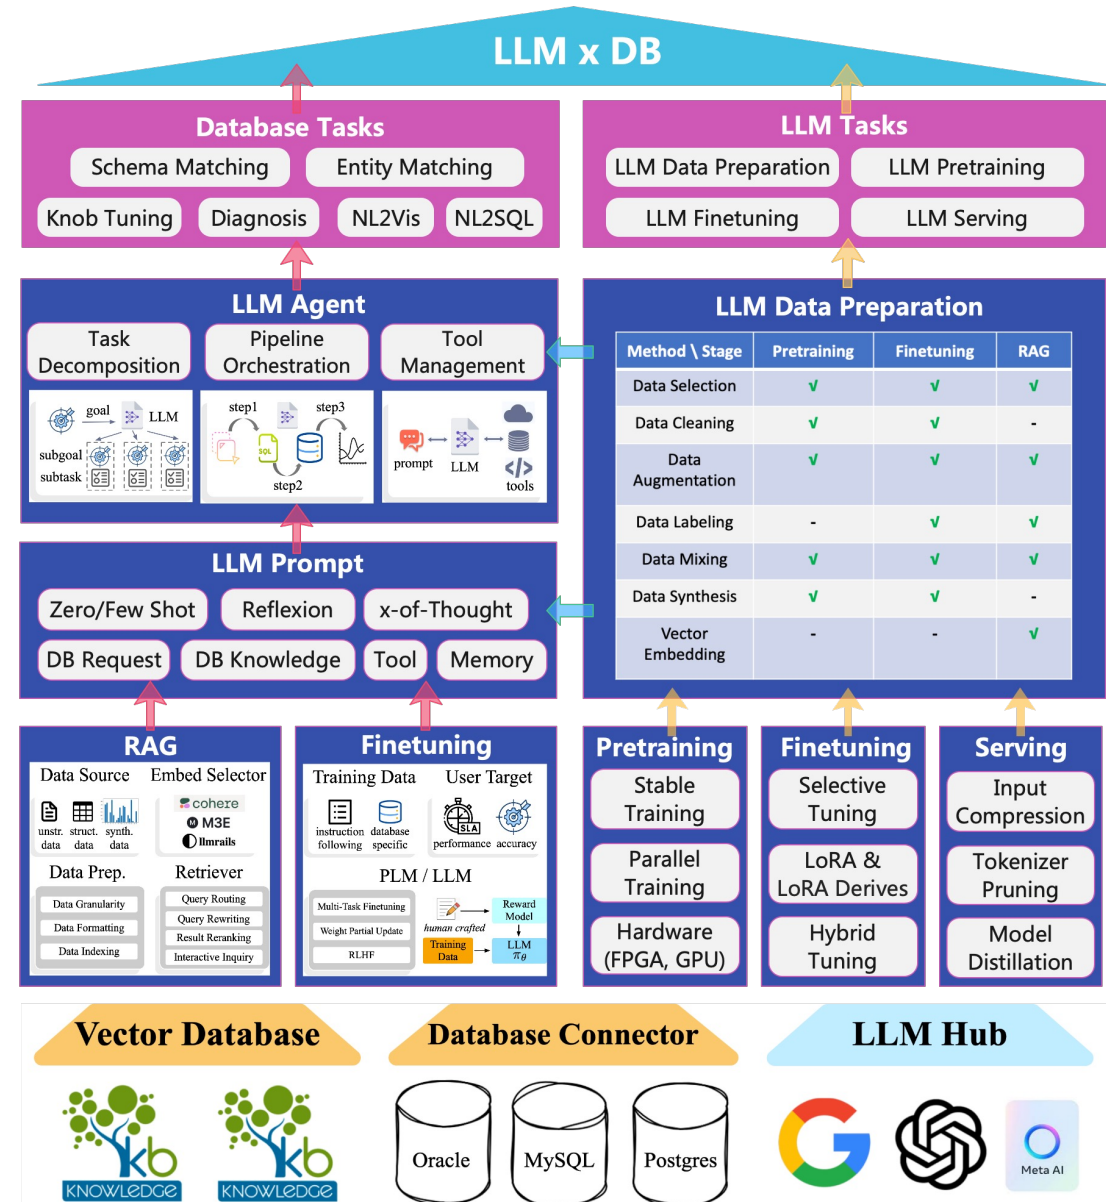 LLM x DB
Database Tasks
Schema Matching
Entity Matching
Knob Tuning
Diagnosis
NL2Vis
NL2SQL
LLM Tasks
LLM Data Preparation
LLM Pretraining
LLM Finetuning
LLM Serving
LLM Agent
Task
Decomposition
Pipeline
Orchestration
Tool
Management
goal
LLM
subgoal
subtask
step1
step3
SQL
step2
prompt
LLM
tools
LLM Prompt
Zero/Few Shot
Reflexion
x-of-Thought
DB Request
DB Knowledge
Tool
Memory
LLM Data Preparation
Method \ Stage Pretraining Finetuning RAG
Data Selection √ √ √
Data Cleaning √ √ -
Data
Augmentation √ √ √
Data Labeling - √ √
Data Mixing √ √ √
Data Synthesis √ √ -
Vector
Embedding - - √
RAG
Data Source
unstr.
data
struct.
data
synth.
data
Embed Selector
cohere
M M3E
llmrails
Data Prep.
Data Granularity
Data Formatting
Data Indexing
Retriever
Query Routing
Query Rewriting
Result Reranking
Interactive Inquiry
Finetuning
Training Data
instruction
following
database
specific
User Target
SLA
performance
accuracy
PLM / LLM
Multi-Task Finetuning
Weight Partial Update
RLHF
human crafted
Reward
Model
Training
Data
LLM
πθ
Pretraining
Stable
Training
Parallel
Training
Hardware
(FPGA, GPU)
Finetuning
Selective
Tuning
LoRA &
LoRA Derives
Hybrid
Tuning
Serving
Input
Compression
Tokenizer
Pruning
Model
Distillation
Vector Database
kb
KNOWLEDGE
kb
KNOWLEDGE
Database Connector
Oracle
MySQL
Postgres
LLM Hub
G
Meta AI